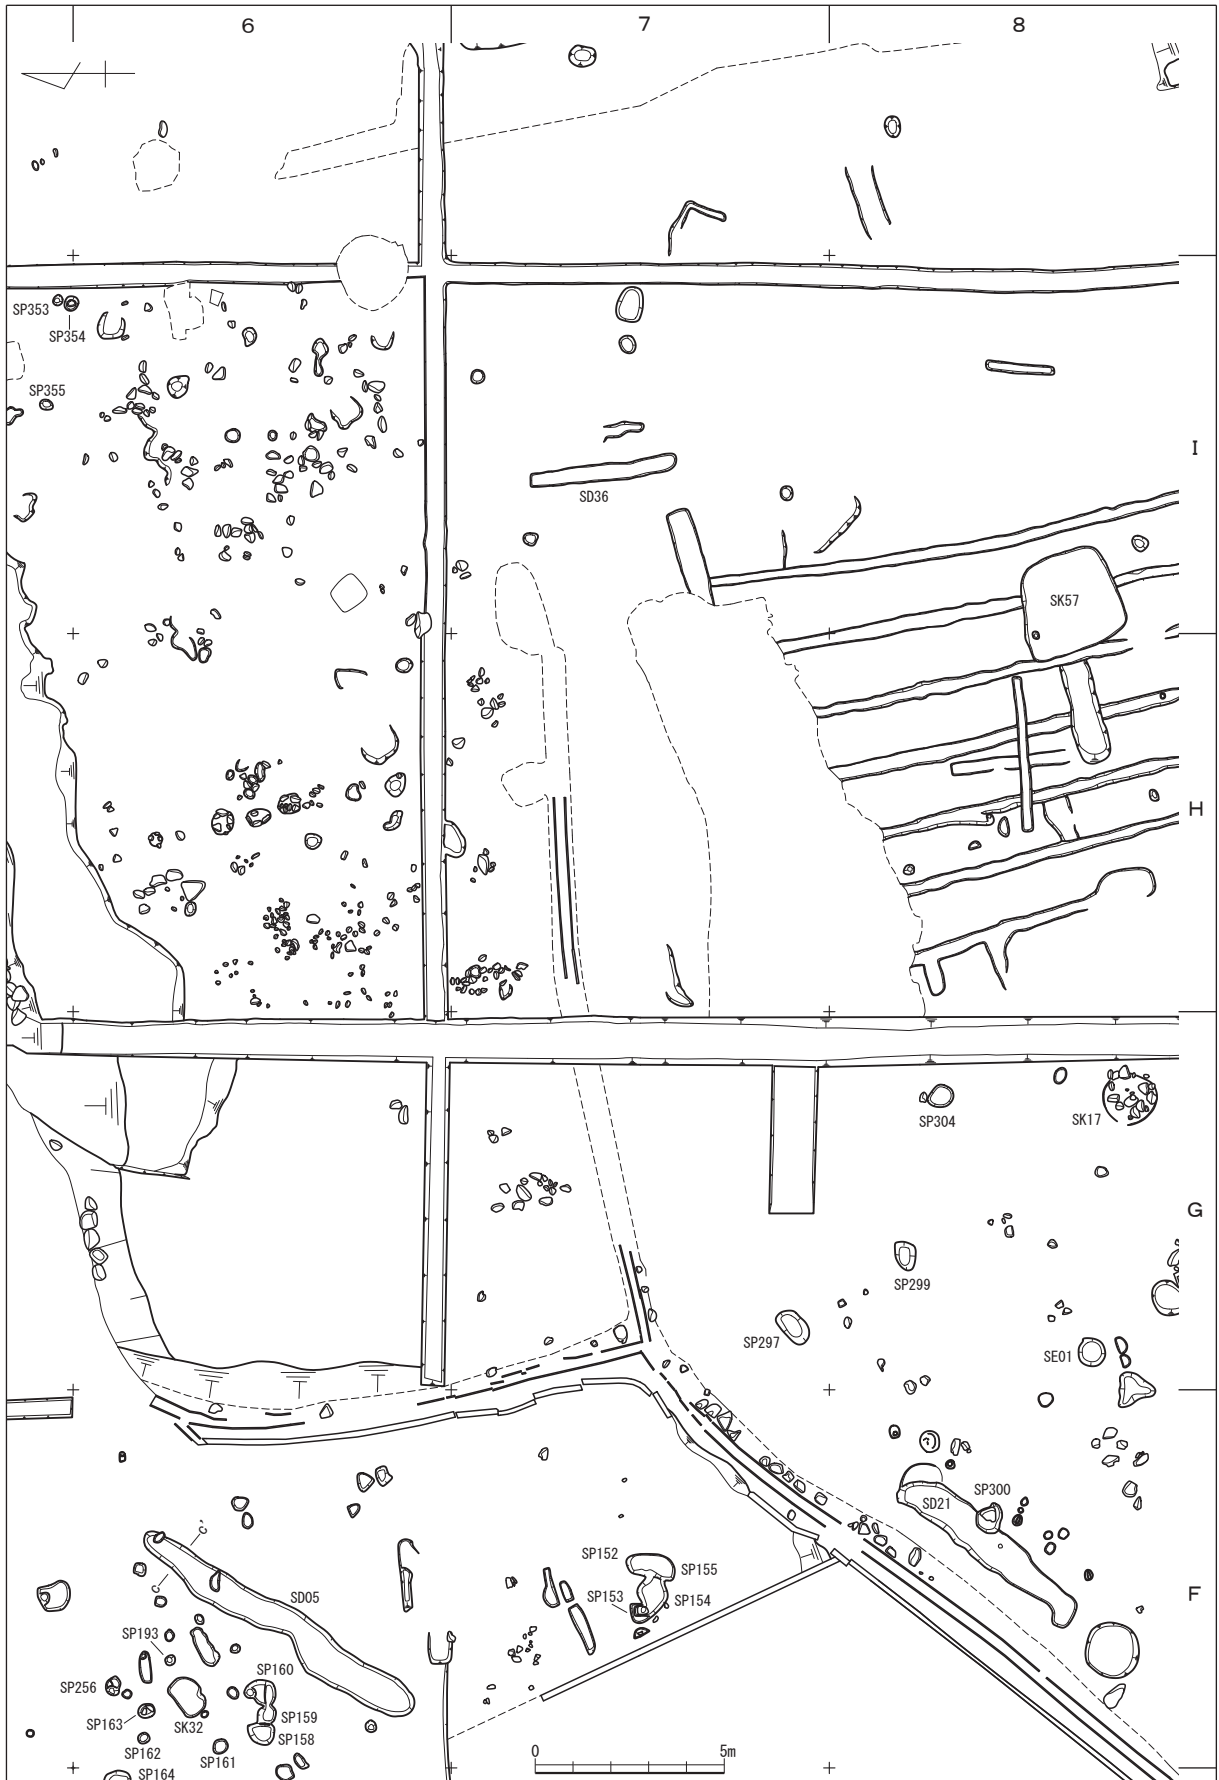 6 7 8
SP353
SP354
SP355
I
SD36
SK57
H
SP304 SK17
G
SP299
SP297 SE01
SP300
SD21
SP152 SP155
SP153 SP154
F
C'
C
SD05
SP193
SP160
SP256
SP159
SP163 SK32
SP158
SP162 SP161
SP164
0 5m